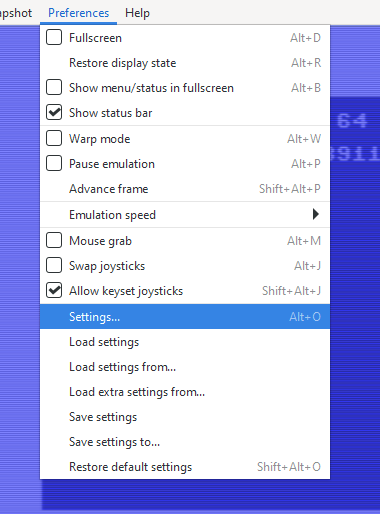 Preferences Help
Fullscreen Alt+D
Restore display state Alt+R
Show menu/status in fullscreen Alt+B
Show status bar
64
Warp mode Alt+W
Pause emulation Alt+P
Advance frame Shift+Alt+P
Emulation speed
Mouse grab Alt+M
Swap joysticks Alt+J
Allow keyset joysticks Shift+Alt+J
Settings... Alt+O
Load settings
Load settings from...
Load extra settings from...
Save settings
Save settings to...
Restore default settings Shift+Alt+O